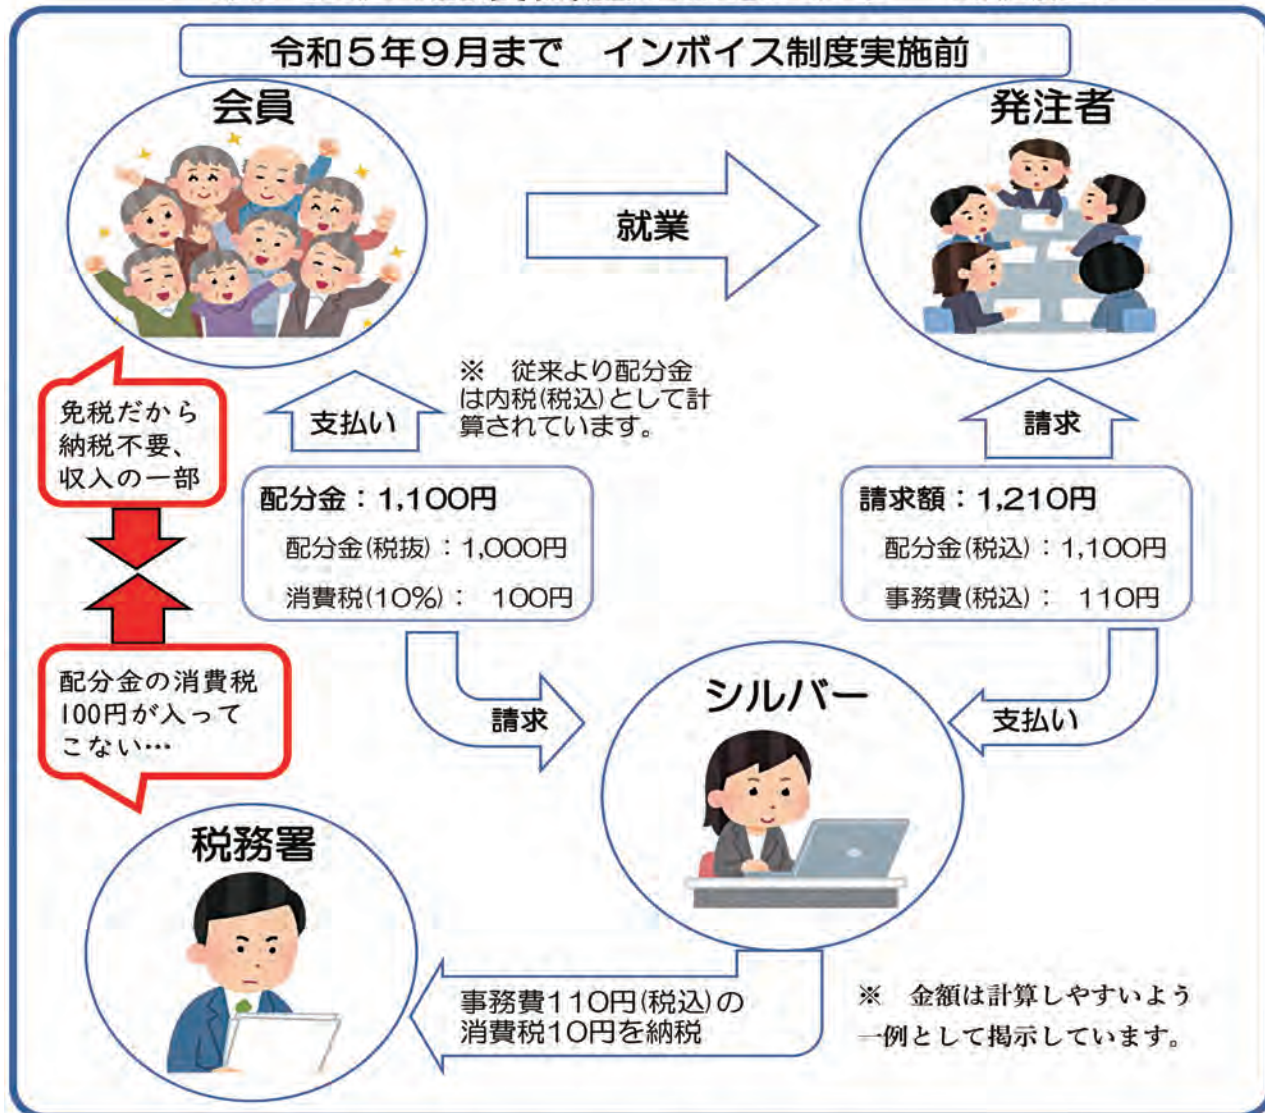 令和5年9月まで　インボイス制度実施前
会員
発注者
就業
※　従来より配分金
は内税(税込)として計
算されています。
免税だから
納税不要、
収入の一部
支払い
請求
配分金：1,100円
配分金(税抜)：1,000円
消費税(10%)：　100円
請求額：1,210円
配分金(税込)：1,100円
事務費(税込)：　110円
配分金の消費税
100円が入って
こない…
請求
シルバー
支払い
税務署
事務費110円(税込)の
消費税10円を納税
※　金額は計算しやすいよう
一例として掲示しています。